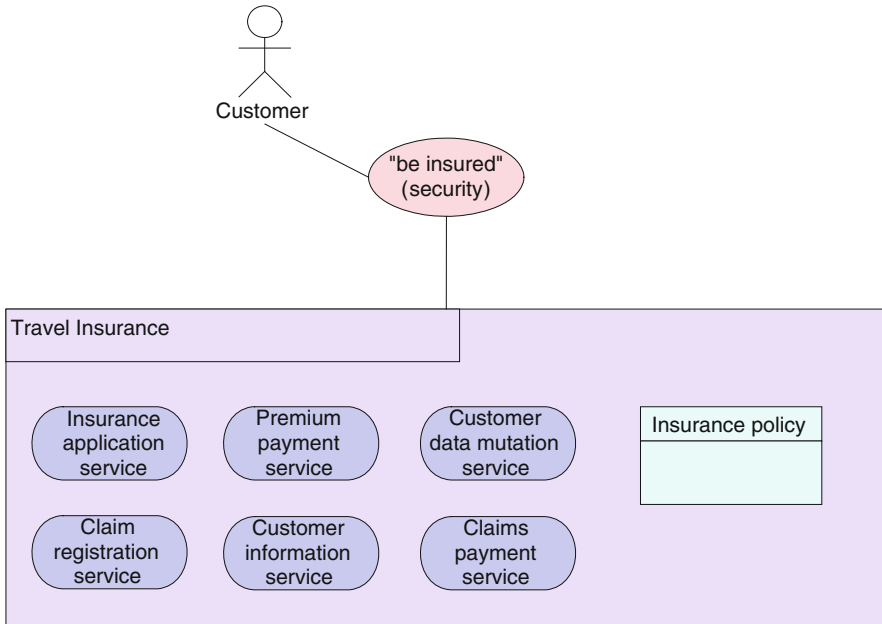 Customer
"be insured"
(security)
Travel Insurance
Insurance
application
service
Premium
payment
service
Customer
data mutation
service
Insurance policy
Claim
registration
service
Customer
information
service
Claims
payment
service